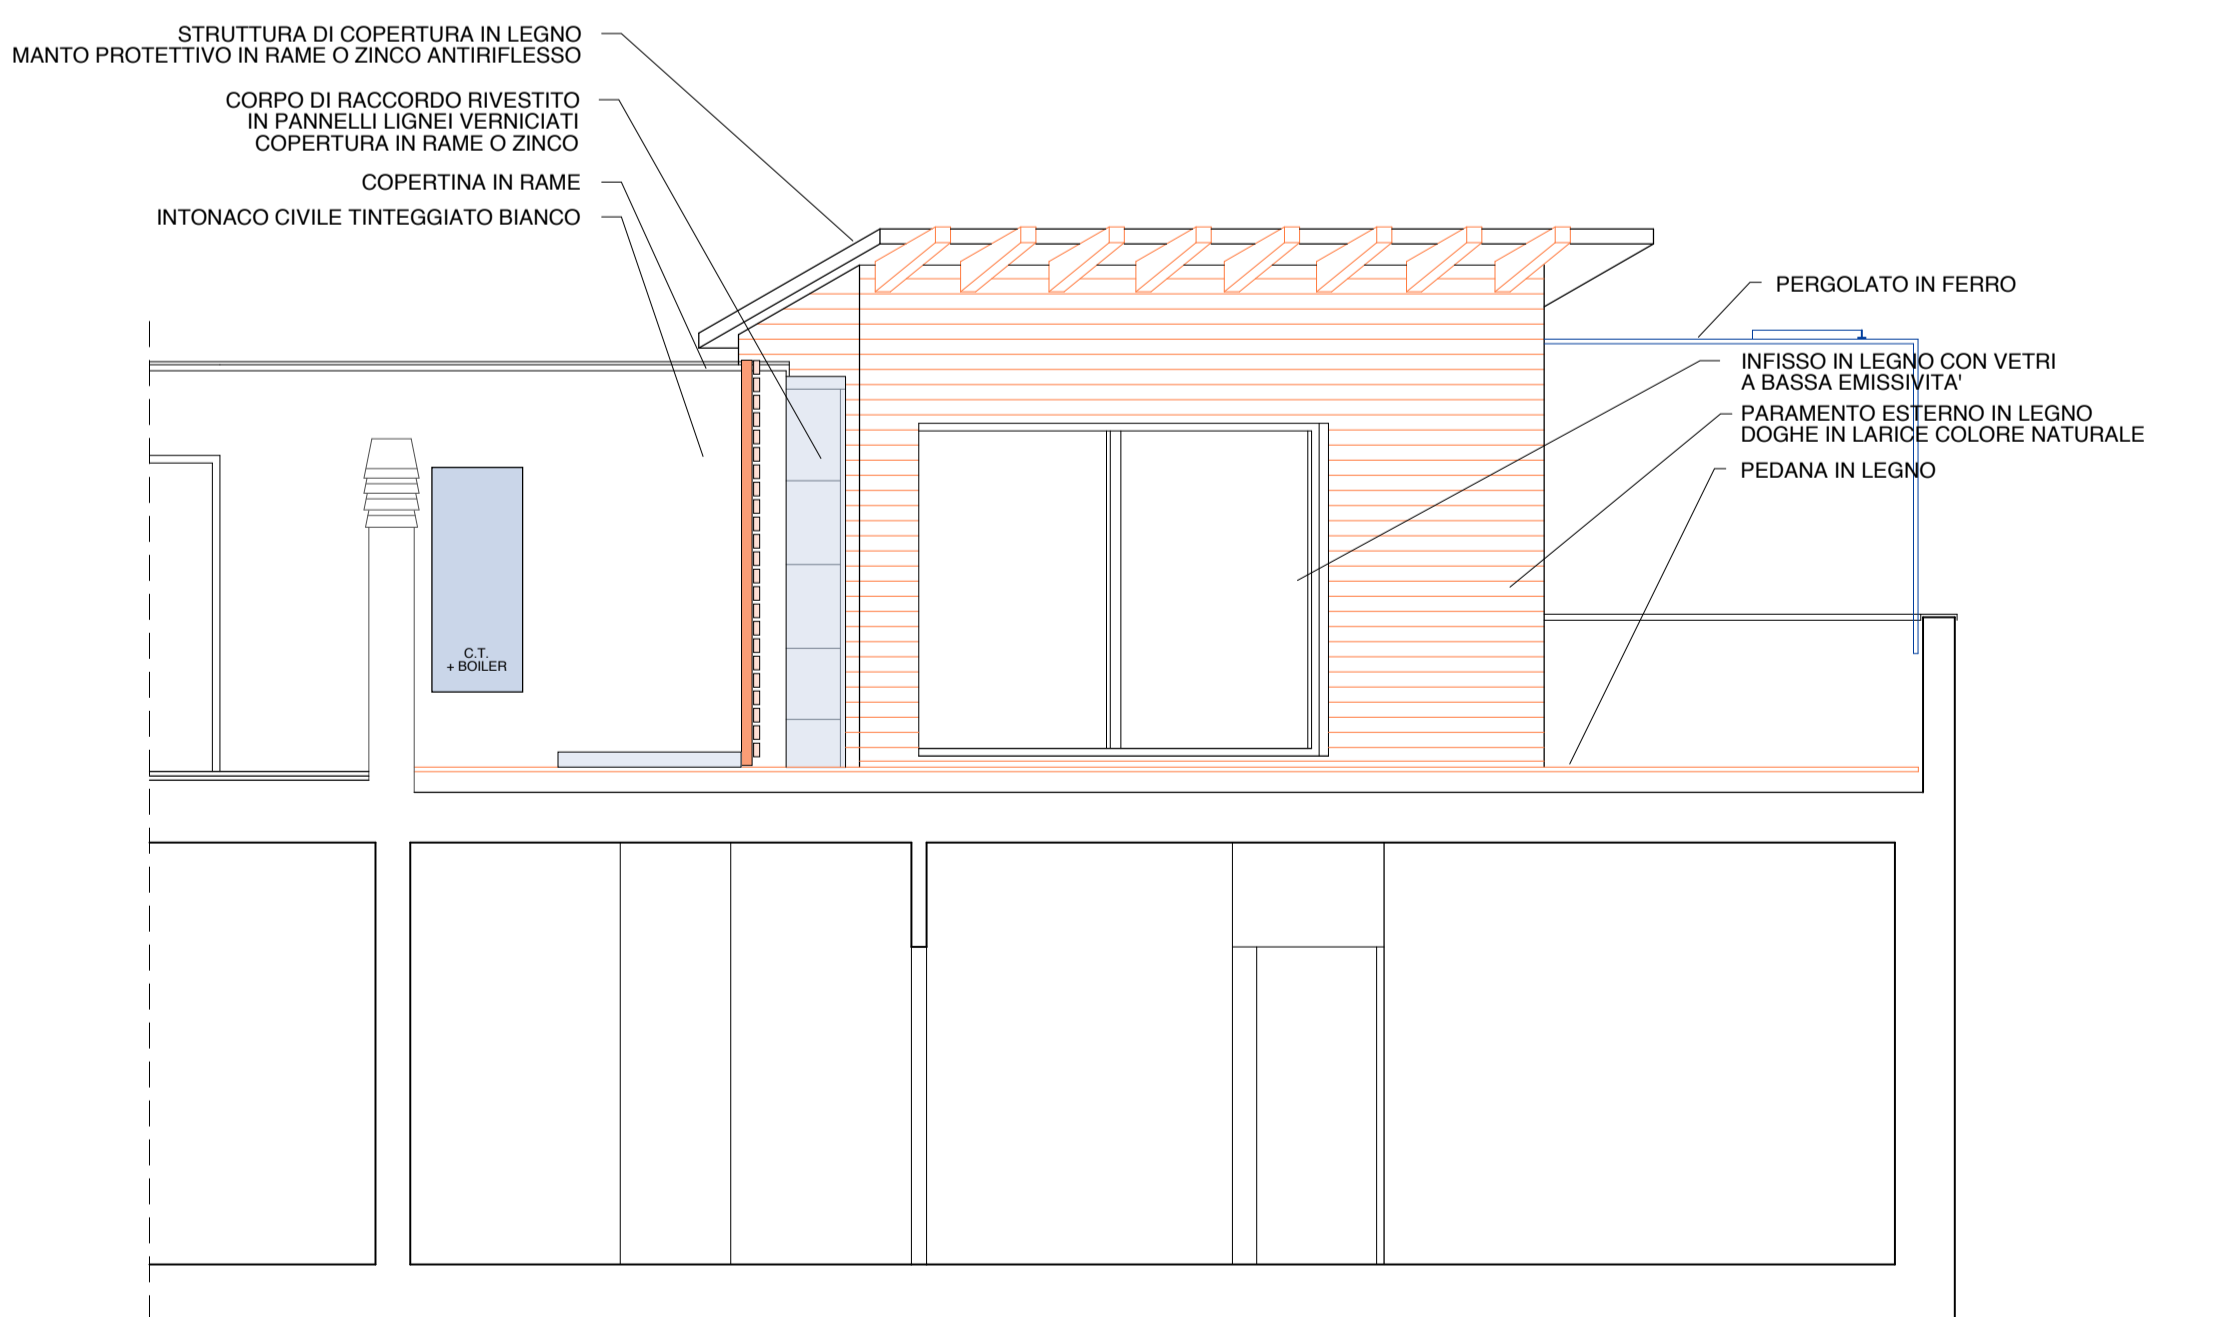 STRUTTURA DI COPERTURA IN LEGNO
MANTO PROTETTIVO IN RAME O ZINCO ANTIRIFLESSO
CORPO DI RACCORDO RIVESTITO
IN PANNELLI LIGNEI VERNICIATI
COPERTURA IN RAME O ZINCO
COPERTINA IN RAME
INTONACO CIVILE TINTEGGIATO BIANCO
PERGOLATO IN FERRO
INFISSO IN LEGNO CON VETRI
A BASSA EMISSIVITA'
PARAMENTO ESTERNO IN LEGNO
DOGHE IN LARICE COLORE NATURALE
PEDANA IN LEGNO
C.T.
+ BOILER